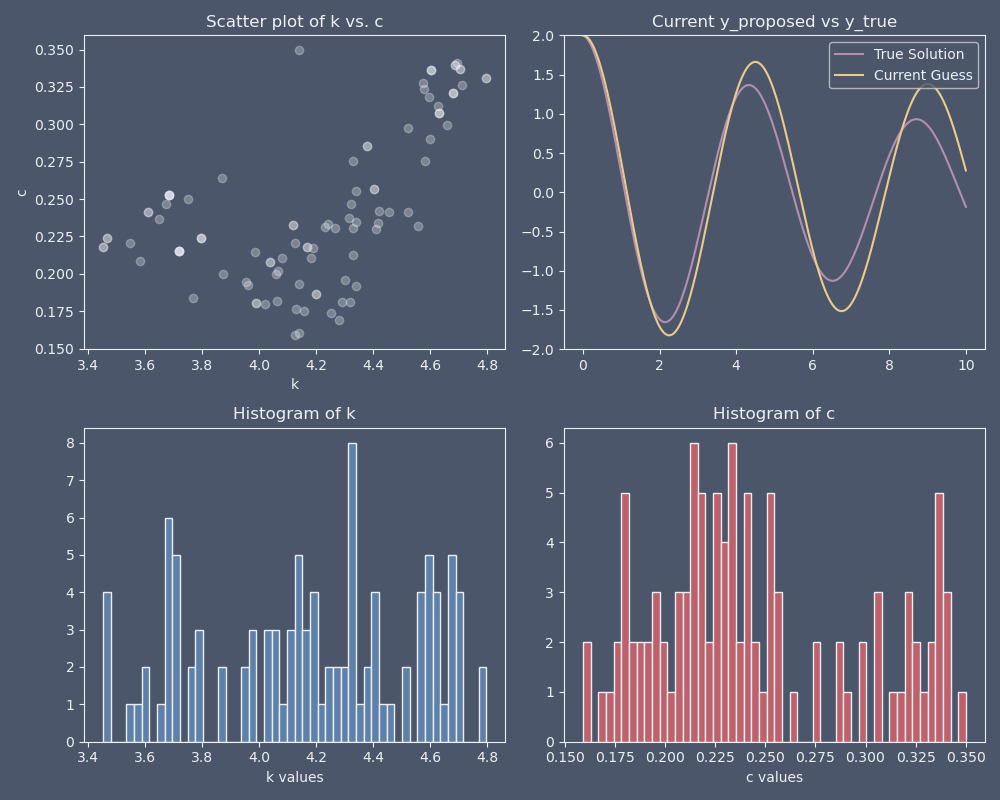 Scatter plot of k vs. c
0.350
0.325
0.300
0.275
0.250
0.225
0.200
0.175
0.150
c
3.4 3.6 3.8 4.0 4.2 4.4 4.6 4.8
k
Current y_proposed vs y_true
2.0
1.5
1.0
0.5
0.0
−0.5
−1.0
−1.5
−2.0
True Solution
Current Guess
0 2 4 6 8 10
Histogram of k
8
7
6
5
4
3
2
1
0
3.4 3.6 3.8 4.0 4.2 4.4 4.6 4.8
k values
Histogram of c
6
5
4
3
2
1
0
0.150 0.175 0.200 0.225 0.250 0.275 0.300 0.325 0.350
c values